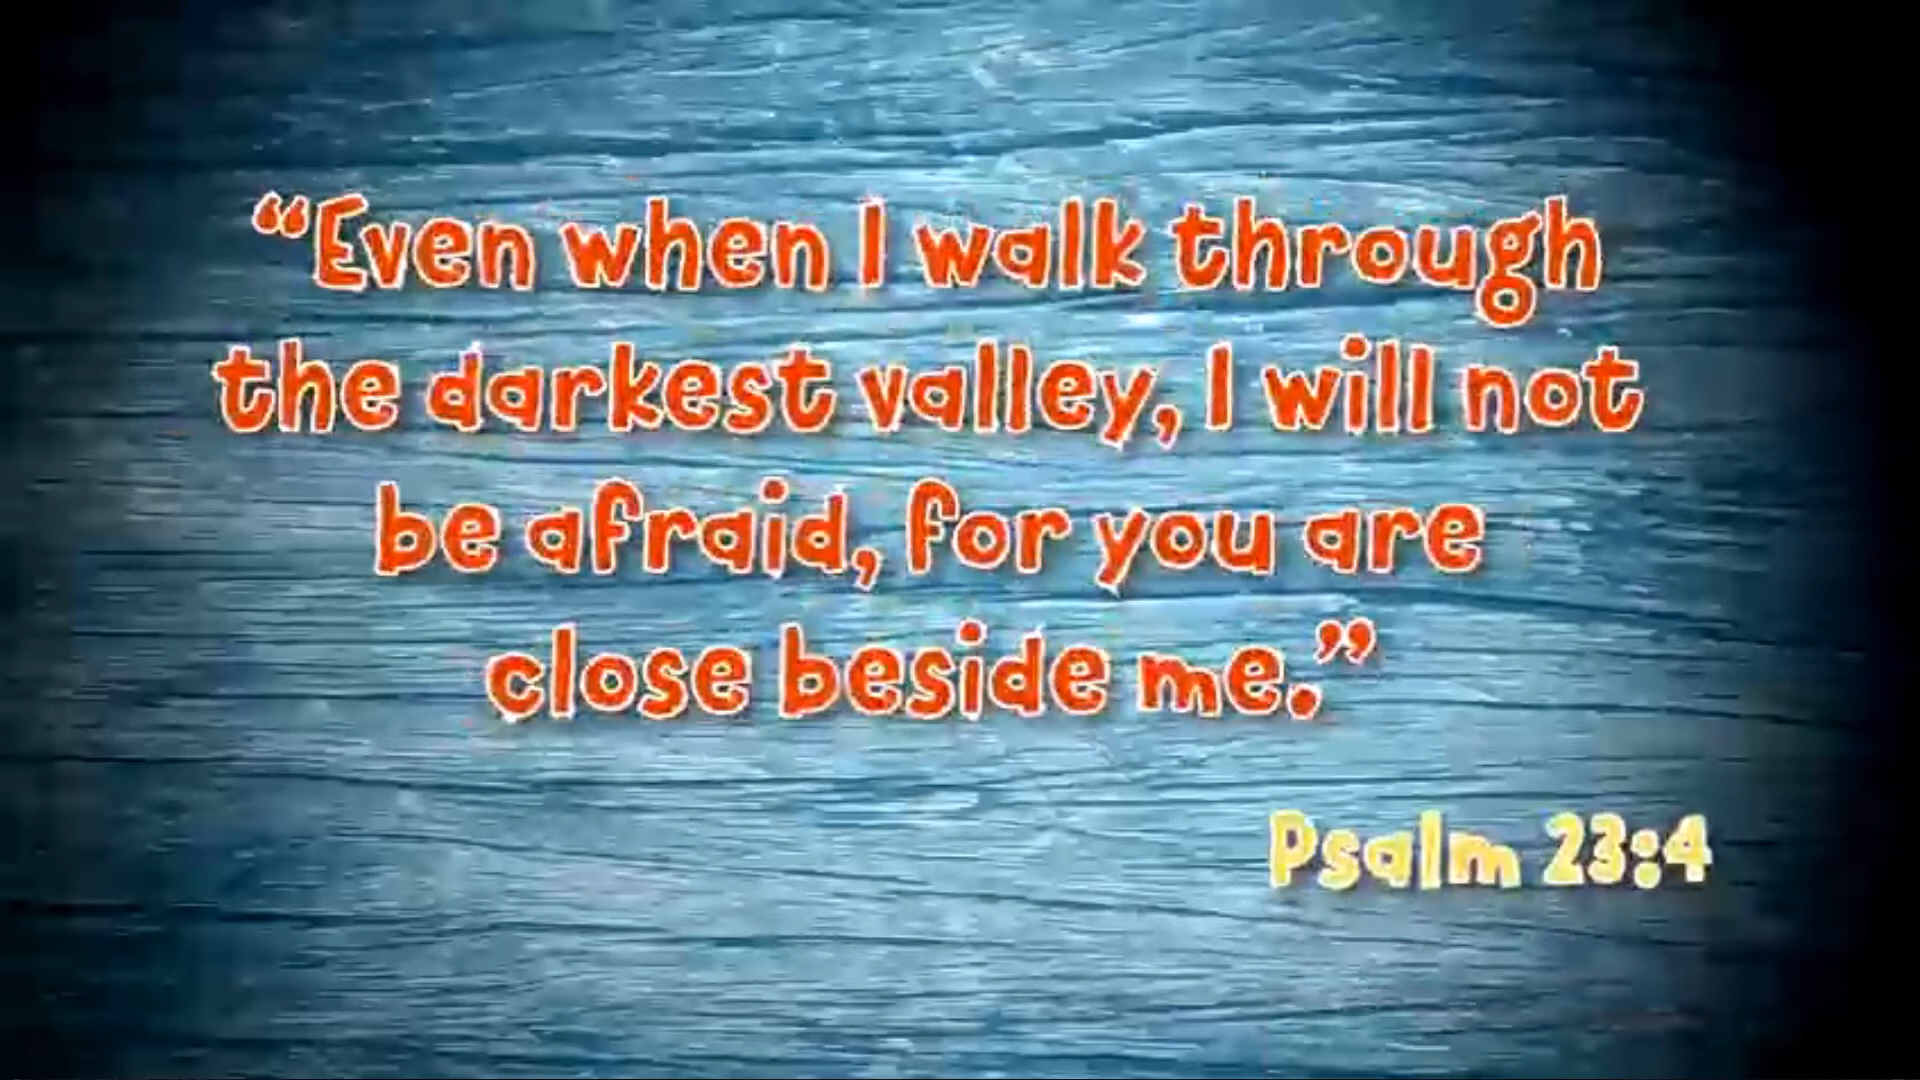 “Even when I walk through
the darkest valley, I will not
be afraid, for you are
close beside me.”
Psalm 23:4